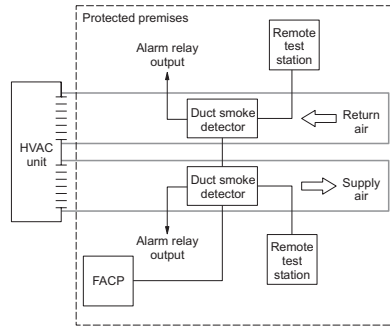 Protected premises
Alarm relay
output
Remote
test
station
HVAC
unit
Duct smoke
detector
Return
air
Duct smoke
detector
Supply
air
Alarm relay
output
Remote
test
station
FACP